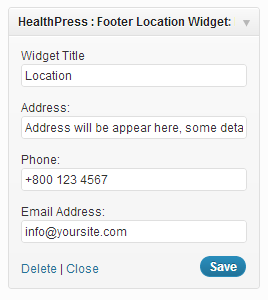 HealthPress : Footer Location Widget:
Widget Title
Location
Address:
Address will be appear here, some deta
Phone:
+800 123 4567
Email Address:
info@yoursite.com
Delete | Close
Save